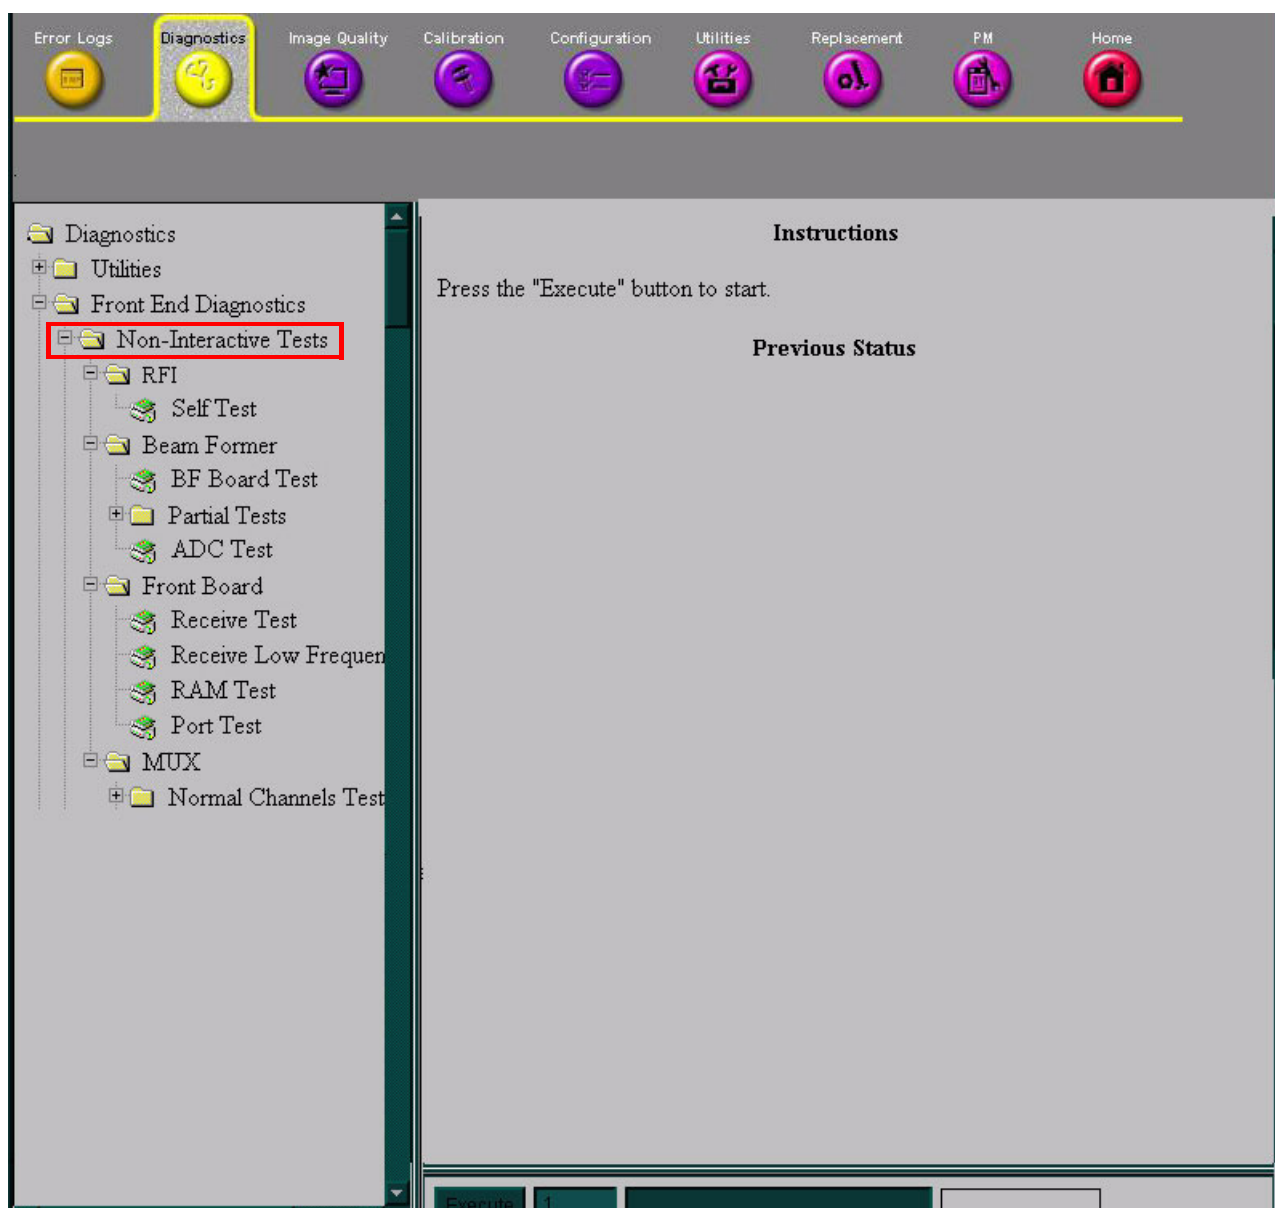 Error Logs
Diagnostics
Image Quality
Calibration
Configuration
Utilities
Replacement
PM
Home
Diagnostics
Utilities
Front End Diagnostics
Non-Interactive Tests
RFI
Self Test
Beam Former
BF Board Test
Partial Tests
ADC Test
Front Board
Receive Test
Receive Low Frequen
RAM Test
Port Test
MUX
Normal Channels Test
Instructions
Press the "Execute" button to start.
Previous Status
Execute
1